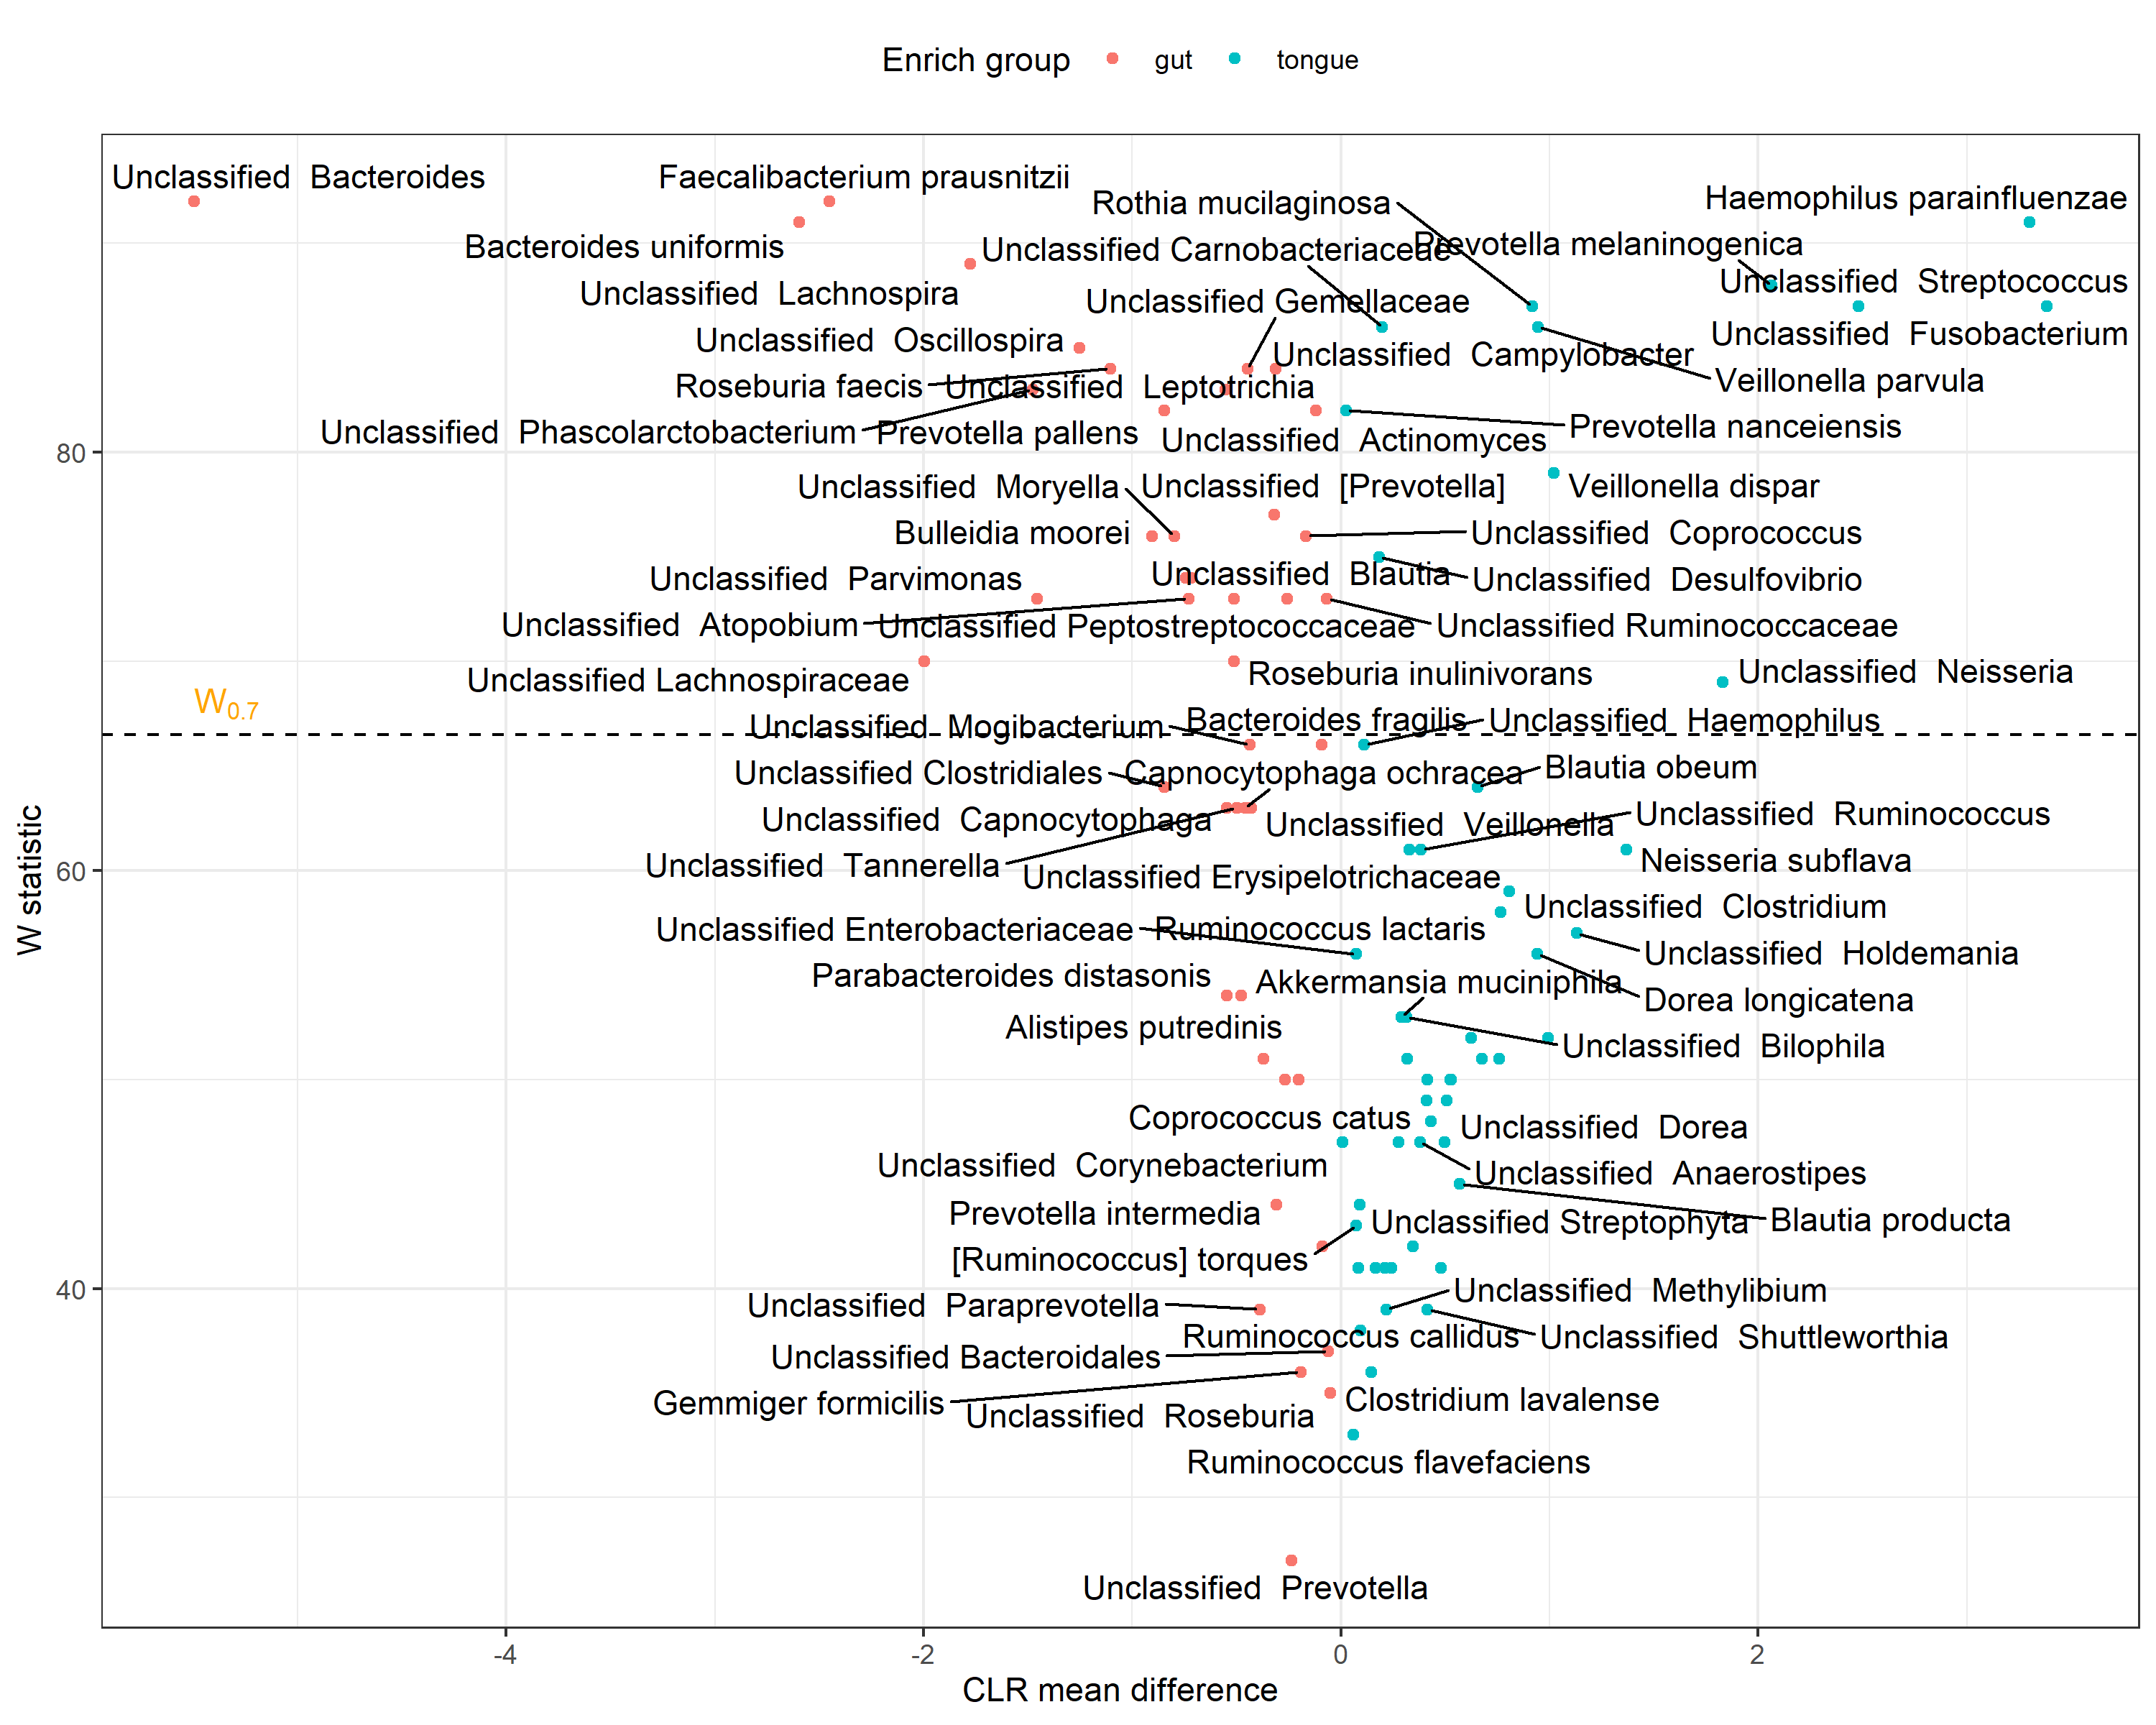 Enrich group gut tongue
Unclassified  Bacteroides
Faecalibacterium prausnitzii
Haemophilus parainfluenzae
Rothia mucilaginosa
Bacteroides uniformis
Unclassified Carnobacteriaceae
Prevotella melaninogenica
Unclassified  Streptococcus
Unclassified  Lachnospira
Unclassified Gemellaceae
Unclassified  Fusobacterium
Unclassified  Oscillospira
Unclassified  Campylobacter
Veillonella parvula
Roseburia faecis
Unclassified  Leptotrichia
Unclassified  Phascolarctobacterium
Prevotella pallens
Unclassified  Actinomyces
Prevotella nanceiensis
80
Unclassified  Moryella
Unclassified  [Prevotella]
Veillonella dispar
Bulleidia moorei
Unclassified  Coprococcus
Unclassified  Parvimonas
Unclassified  Blautia
Unclassified  Desulfovibrio
Unclassified  Atopobium
Unclassified Peptostreptococcaceae
Unclassified Ruminococcaceae
Unclassified Lachnospiraceae
Roseburia inulinivorans
Unclassified  Neisseria
W0.7
Unclassified  Mogibacterium
Bacteroides fragilis
Unclassified  Haemophilus
Unclassified Clostridiales
Capnocytophaga ochracea
Blautia obeum
Unclassified  Capnocytophaga
Unclassified  Veillonella
Unclassified  Ruminococcus
Unclassified  Tannerella
Neisseria subflava
60
Unclassified Erysipelotrichaceae
Unclassified  Clostridium
Unclassified Enterobacteriaceae
Ruminococcus lactaris
Unclassified  Holdemania
Parabacteroides distasonis
Akkermansia muciniphila
Dorea longicatena
Alistipes putredinis
Unclassified  Bilophila
Coprococcus catus
Unclassified  Dorea
Unclassified  Corynebacterium
Unclassified  Anaerostipes
Prevotella intermedia
Unclassified Streptophyta
Blautia producta
[Ruminococcus] torques
40
Unclassified  Paraprevotella
Unclassified  Methylibium
Ruminococcus callidus
Unclassified  Shuttleworthia
Unclassified Bacteroidales
Gemmiger formicilis
Unclassified  Roseburia
Clostridium lavalense
Ruminococcus flavefaciens
Unclassified  Prevotella
-4 -2 0 2
CLR mean difference
W statistic